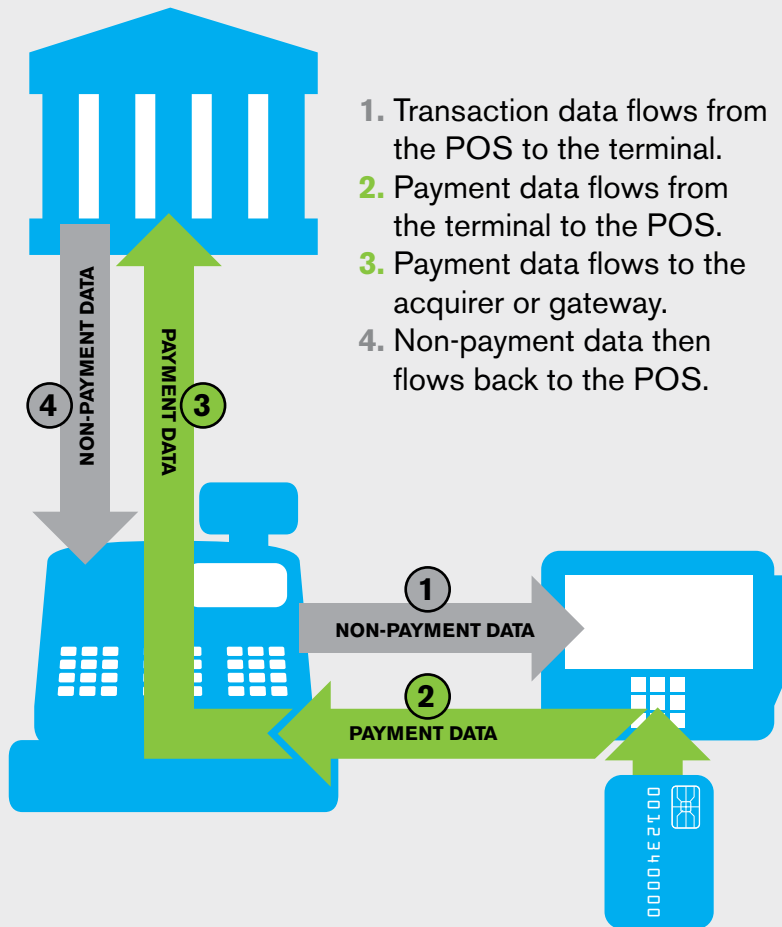 1. Transaction data flows from
the POS to the terminal.
2. Payment data flows from
the terminal to the POS.
3. Payment data flows to the
acquirer or gateway.
4. Non-payment data then
flows back to the POS.
NON-PAYMENT DATA
4
PAYMENT DATA
3
1
NON-PAYMENT DATA
2
PAYMENT DATA
0012340000